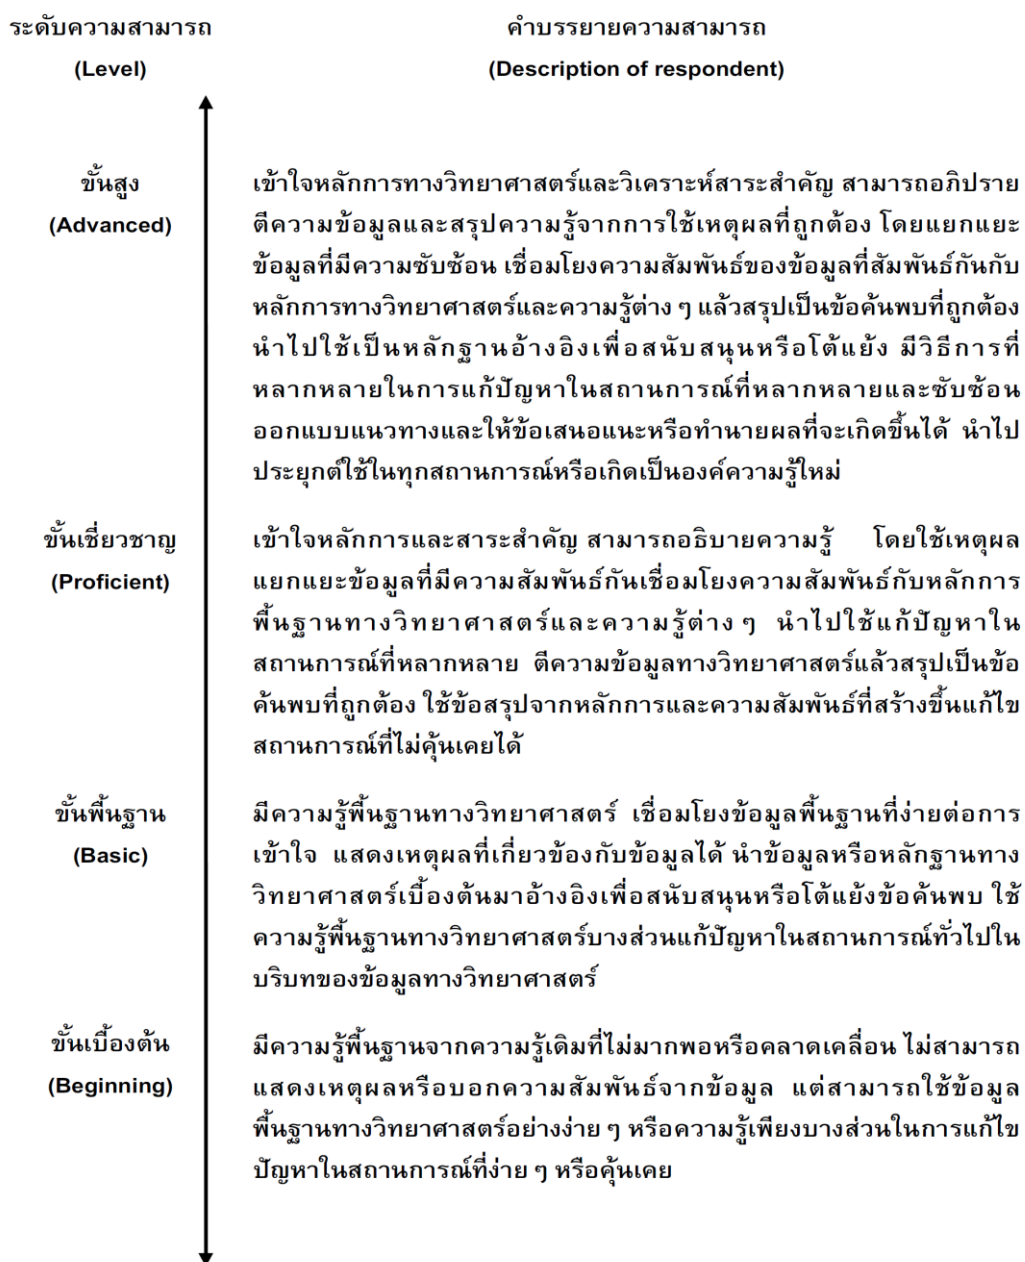 ระดับความสามารถ
(Level)
คำบรรยายความสามารถ
(Description of respondent)
ขั้นสูง
(Advanced)
เข้าใจหลักการทางวิทยาศาสตร์และวิเคราะห์สาระสำคัญ สามารถอภิปราย
ตีความข้อมูลและสรุปความรู้จากการใช้เหตุผลที่ถูกต้อง โดยแยกแยะ
ข้อมูลที่มีความซับซ้อน เชื่อมโยงความสัมพันธ์ของข้อมูลที่สัมพันธ์กันกับ
หลักการทางวิทยาศาสตร์และความรู้ต่าง ๆ แล้วสรุปเป็นข้อค้นพบที่ถูกต้อง
นำไปใช้เป็นหลักฐานอ้างอิงเพื่อสนับสนุนหรือโต้แย้ง มีวิธีการที่
หลากหลายในการแก้ปัญหาในสถานการณ์ที่หลากหลายและซับซ้อน
ออกแบบแนวทางและให้ข้อเสนอแนะหรือทำนายผลที่จะเกิดขึ้นได้ นำไป
ประยุกต์ใช้ในทุกสถานการณ์หรือเกิดเป็นองค์ความรู้ใหม่
ขั้นเชี่ยวชาญ
(Proficient)
เข้าใจหลักการและสาระสำคัญ สามารถอธิบายความรู้ โดยใช้เหตุผล
แยกแยะข้อมูลที่มีความสัมพันธ์กันเชื่อมโยงความสัมพันธ์กับหลักการ
พื้นฐานทางวิทยาศาสตร์และความรู้ต่าง ๆ นำไปใช้แก้ปัญหาใน
สถานการณ์ที่หลากหลาย ตีความข้อมูลทางวิทยาศาสตร์แล้วสรุปเป็นข้อ
ค้นพบที่ถูกต้อง ใช้ข้อสรุปจากหลักการและความสัมพันธ์ที่สร้างขึ้นแก้ไข
สถานการณ์ที่ไม่คุ้นเคยได้
ขั้นพื้นฐาน
(Basic)
มีความรู้พื้นฐานทางวิทยาศาสตร์ เชื่อมโยงข้อมูลพื้นฐานที่ง่ายต่อการ
เข้าใจ แสดงเหตุผลที่เกี่ยวข้องกับข้อมูลได้ นำข้อมูลหรือหลักฐานทาง
วิทยาศาสตร์เบื้องต้นมาอ้างอิงเพื่อสนับสนุนหรือโต้แย้งข้อค้นพบ ใช้
ความรู้พื้นฐานทางวิทยาศาสตร์บางส่วนแก้ปัญหาในสถานการณ์ทั่วไปใน
บริบทของข้อมูลทางวิทยาศาสตร์
ขั้นเบื้องต้น
(Beginning)
มีความรู้พื้นฐานจากความรู้เดิมที่ไม่มากพอหรือคลาดเคลื่อน ไม่สามารถ
แสดงเหตุผลหรือบอกความสัมพันธ์จากข้อมูล แต่สามารถใช้ข้อมูล
พื้นฐานทางวิทยาศาสตร์อย่างง่าย ๆ หรือความรู้เพียงบางส่วนในการแก้ไข
ปัญหาในสถานการณ์ที่ง่าย ๆ หรือคุ้นเคย